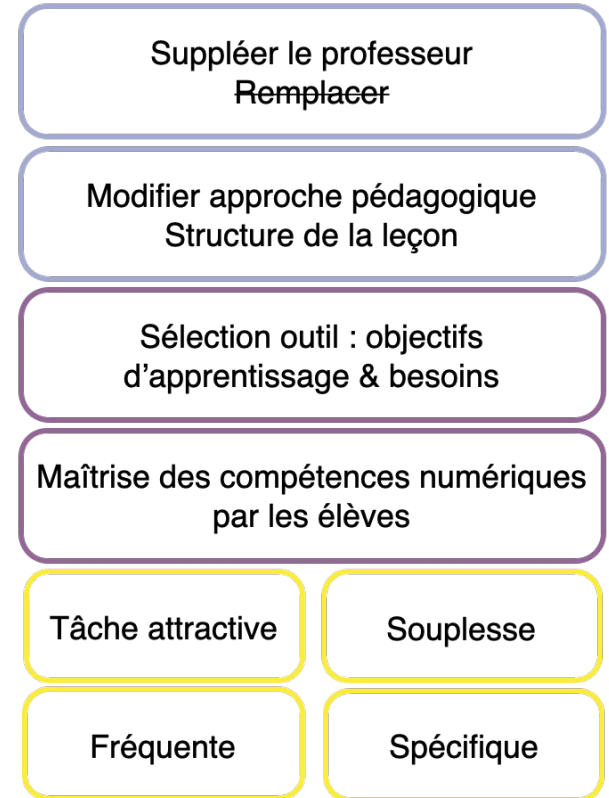 Suppléer le professeur
Remplacer
Modifier approche pédagogique
Structure de la leçon
Sélection outil : objectifs
d'apprentissage & besoins
Maîtrise des compétences numériques
par les élèves
Tâche attractive
Souplesse
Fréquente
Spécifique